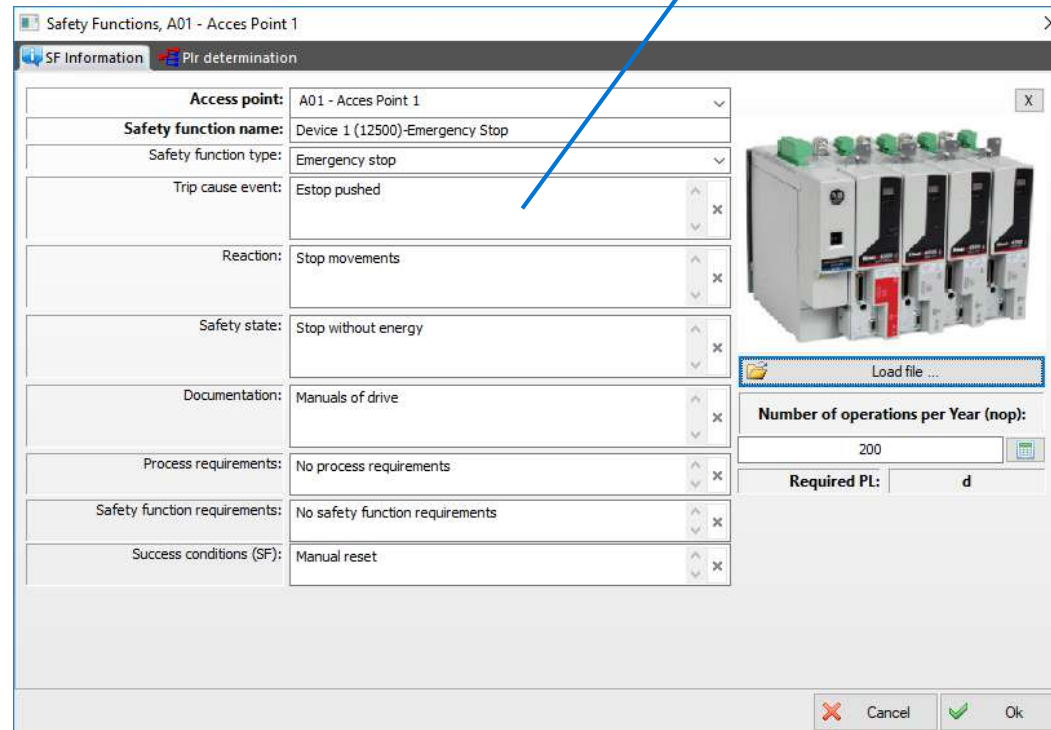 Safety Functions, A01 - Acces Point 1
SF Information Plr determination
Access point: A01 - Acces Point 1
X
Safety function name: Device 1 (12500)-Emergency Stop
Safety function type: Emergency stop
Trip cause event: Estop pushed
Reaction: Stop movements
Safety state: Stop without energy
Load file ...
Documentation: Manuals of drive
Number of operations per Year (nop):
200
Process requirements: No process requirements
Required PL: d
Safety function requirements: No safety function requirements
Success conditions (SF): Manual reset
Cancel Ok